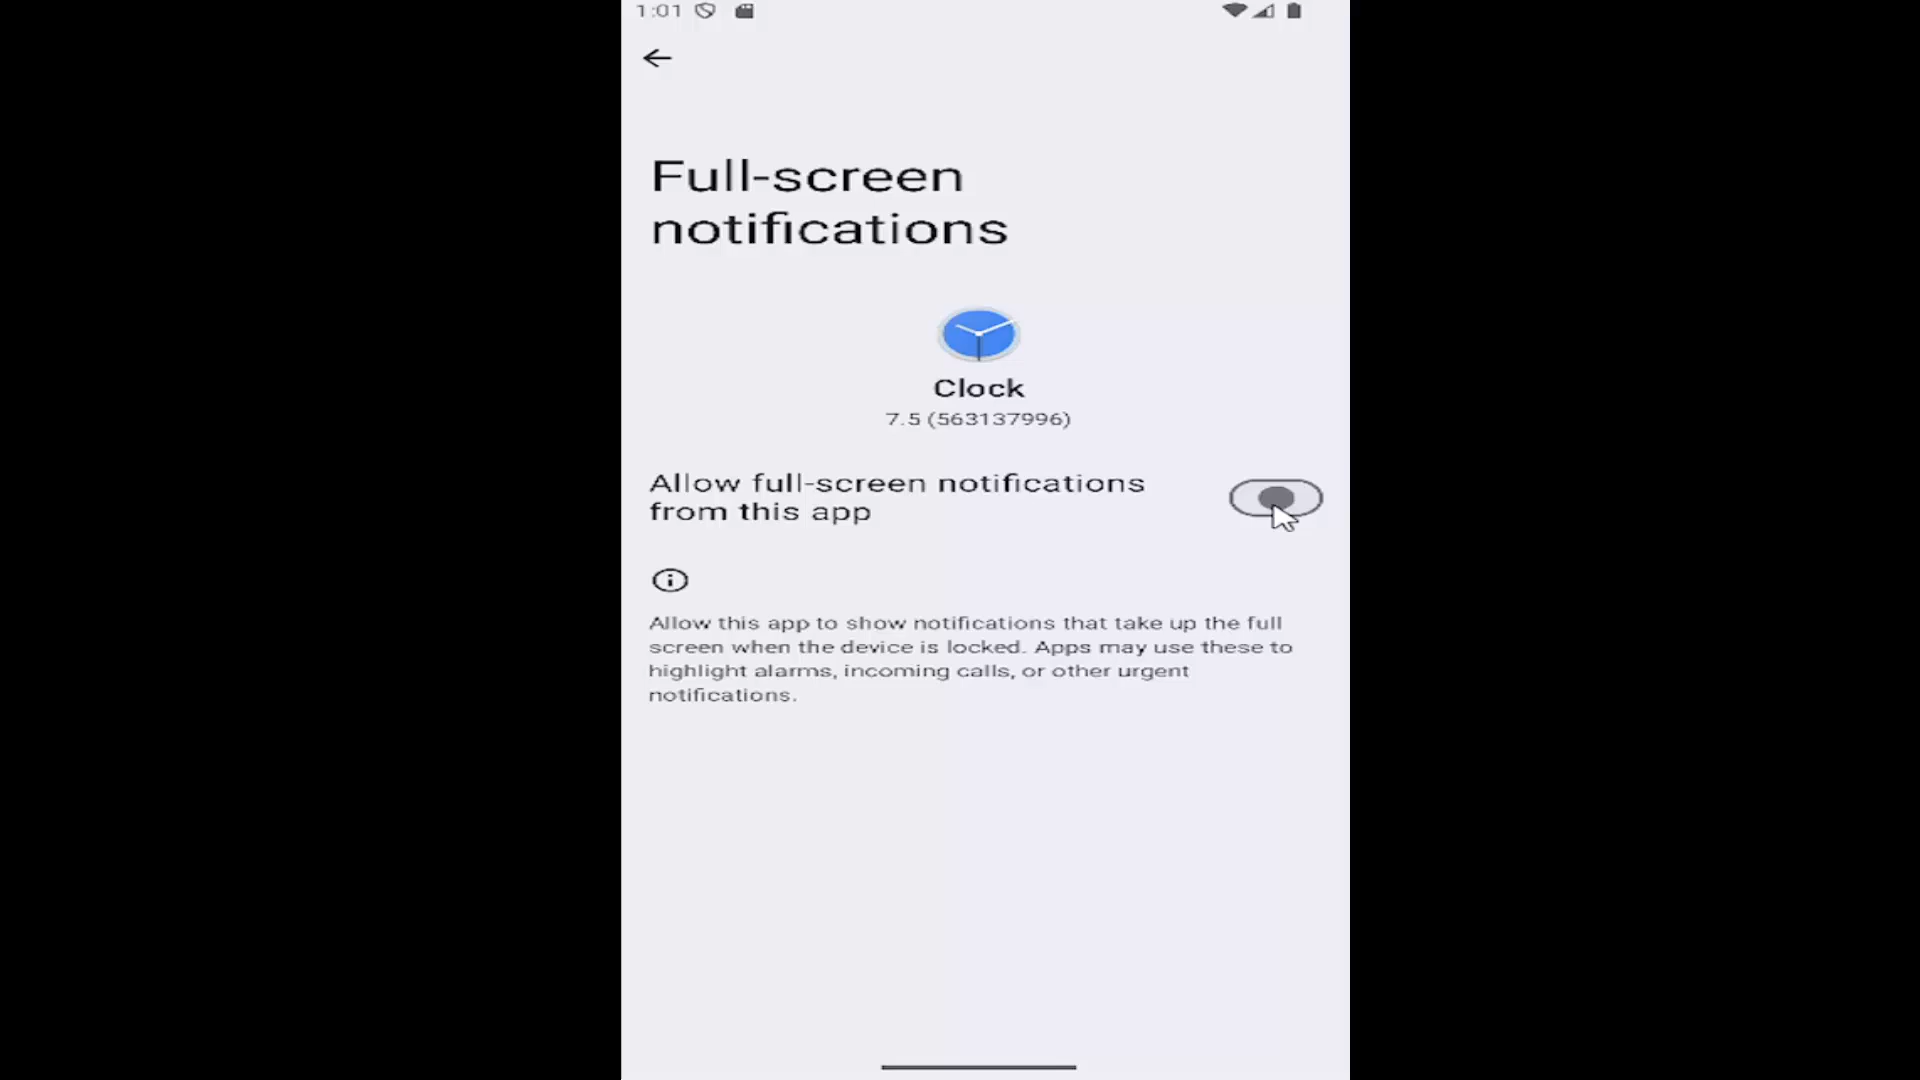 1:01
Full-screen
notifications
Clock
7.5 (563137996)
Allow full-screen notifications
from this app
Allow this app to show notifications that take up the full
screen when the device is locked. Apps may use these to
highlight alarms, incoming calls, or other urgent
notifications.